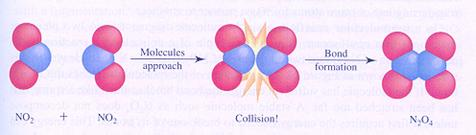 Molecules
approach
Bond
formation
NO₂ + NO₂
Collision!
N₂O₄